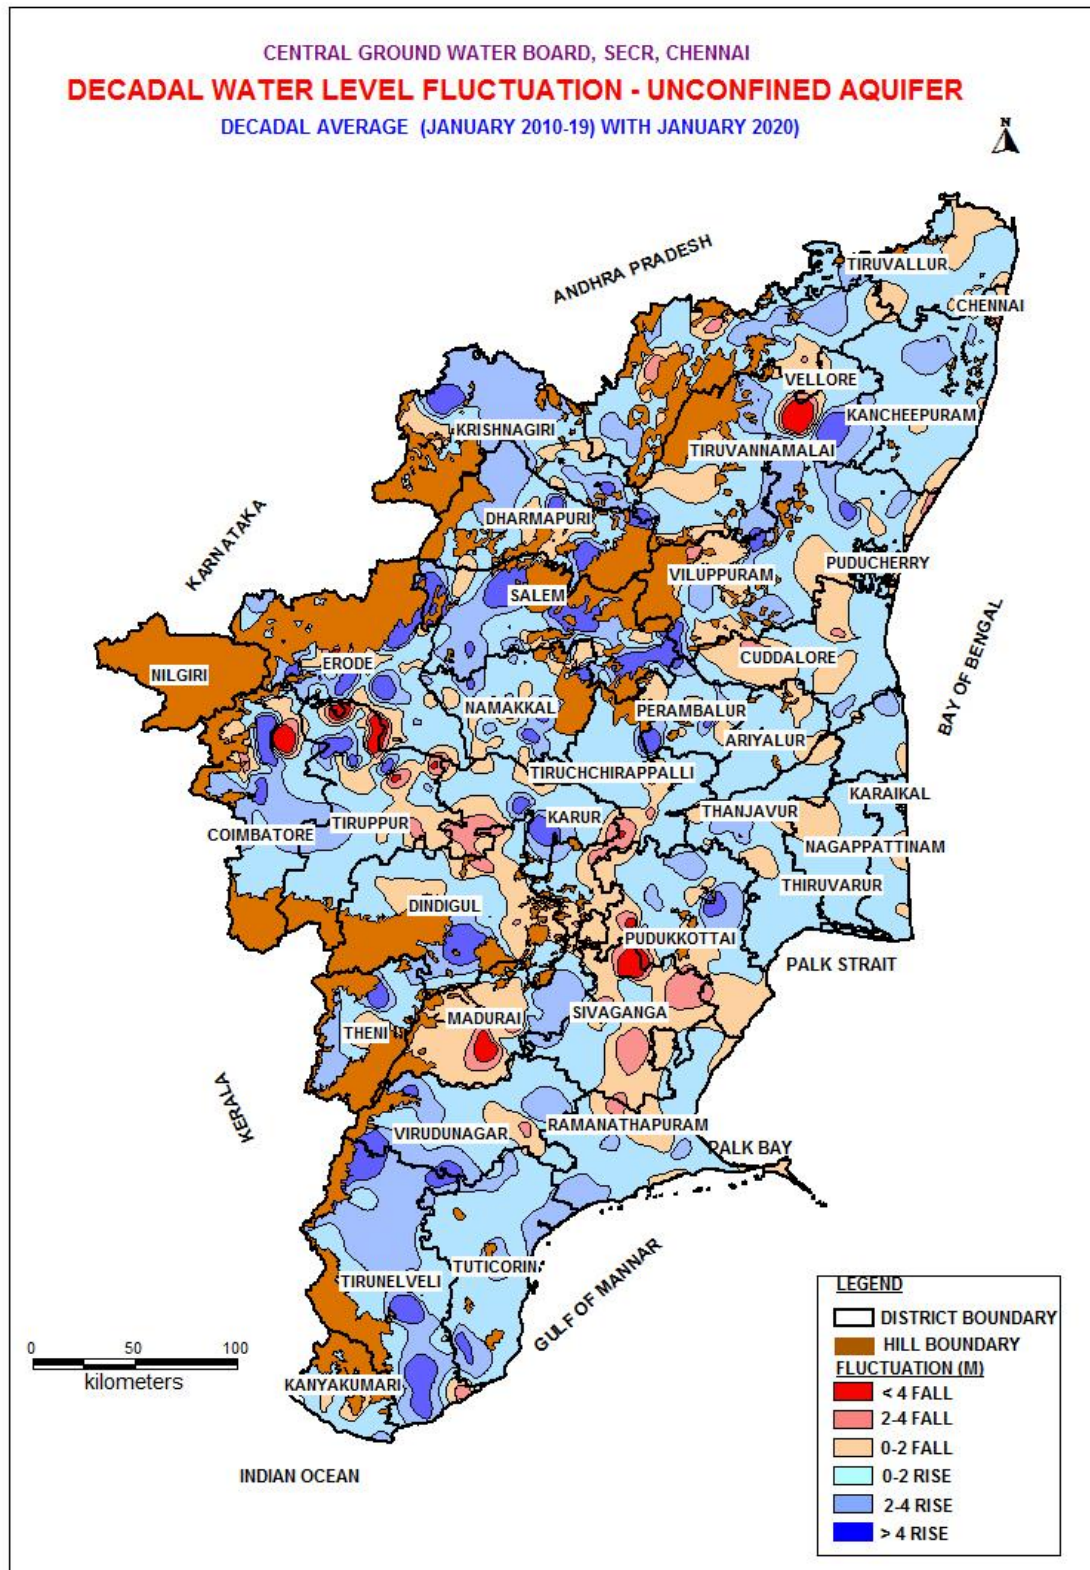 CENTRAL GROUND WATER BOARD, SECR, CHENNAI
DECADAL WATER LEVEL FLUCTUATION - UNCONFINED AQUIFER
DECADAL AVERAGE (JANUARY 2010-19) WITH JANUARY 2020)
N
ANDHRA PRADESH
TIRUVALLUR
CHENNAI
VELLORE
KANCHEEPURAM
KRISHNAGIRI
TIRUVANNAMALAI
KARNATAKA
DHARMAPURI
PUDUCHERRY
VILUPPURAM
SALEM
BAY OF BENGAL
CUDDALORE
ERODE
NILGIRI
NAMAKKAL
PERAMBALUR
ARIYALUR
TIRUCHCHIRAPPALLI
KARAIKAL
THANJAVUR
KARUR
TIRUPPUR
COIMBATORE
NAGAPPATTINAM
THIRUVARUR
DINDIGUL
PUDUKKOTTAI
PALK STRAIT
SIVAGANGA
MADURAI
THENI
KERALA
RAMANATHAPURAM
VIRUDUNAGAR
PALK BAY
TUTICORIN
TIRUNELVELI
GULF OF MANNAR
KANYAKUMARI
INDIAN OCEAN
0 50 100
kilometers
LEGEND
DISTRICT BOUNDARY
HILL BOUNDARY
FLUCTUATION (M)
< 4 FALL
2-4 FALL
0-2 FALL
0-2 RISE
2-4 RISE
> 4 RISE